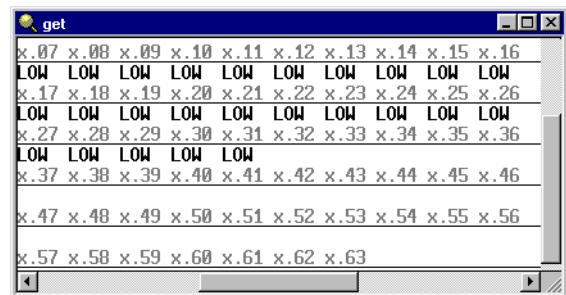 get
x.07 x.08 x.09 x.10 x.11 x.12 x.13 x.14 x.15 x.16
LOW LOW LOW LOW LOW LOW LOW LOW LOW LOW
x.17 x.18 x.19 x.20 x.21 x.22 x.23 x.24 x.25 x.26
LOW LOW LOW LOW LOW LOW LOW LOW LOW LOW
x.27 x.28 x.29 x.30 x.31 x.32 x.33 x.34 x.35 x.36
LOW LOW LOW LOW LOW
x.37 x.38 x.39 x.40 x.41 x.42 x.43 x.44 x.45 x.46
x.47 x.48 x.49 x.50 x.51 x.52 x.53 x.54 x.55 x.56
x.57 x.58 x.59 x.60 x.61 x.62 x.63